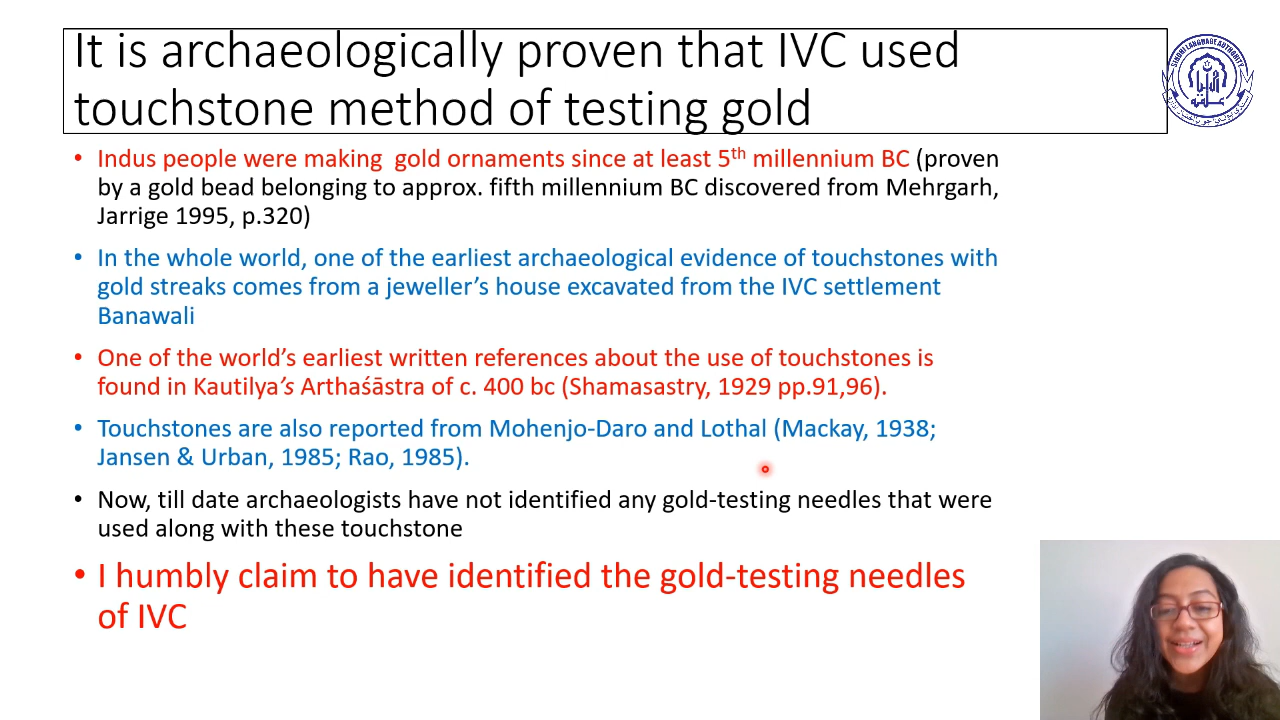 It is archaeologically proven that IVC used
touchstone method of testing gold
SINDHI LANGUAGE AUTHORITY
• Indus people were making gold ornaments since at least 5th millennium BC (proven
by a gold bead belonging to approx. fifth millennium BC discovered from Mehrgarh,
Jarrige 1995, p.320)
• In the whole world, one of the earliest archaeological evidence of touchstones with
gold streaks comes from a jeweller’s house excavated from the IVC settlement
Banawali
• One of the world’s earliest written references about the use of touchstones is
found in Kautilya’s Arthaśāstra of c. 400 bc (Shamasastry, 1929 pp.91,96).
• Touchstones are also reported from Mohenjo-Daro and Lothal (Mackay, 1938;
Jansen & Urban, 1985; Rao, 1985).
• Now, till date archaeologists have not identified any gold-testing needles that were
used along with these touchstone
• I humbly claim to have identified the gold-testing needles
of IVC